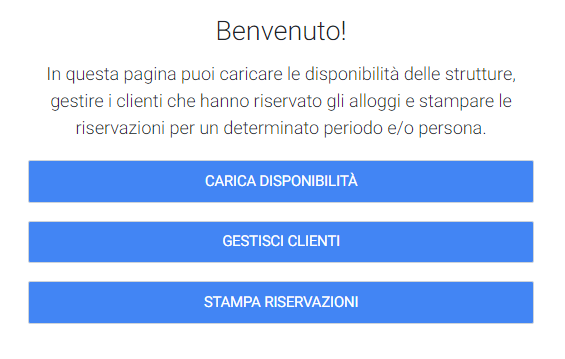 Benvenuto!
In questa pagina puoi caricare le disponibilità delle strutture,
gestire i clienti che hanno riservato gli alloggi e stampare le
riservazioni per un determinato periodo e/o persona.
CARICA DISPONIBILITÀ
GESTISCI CLIENTI
STAMPA RISERVAZIONI